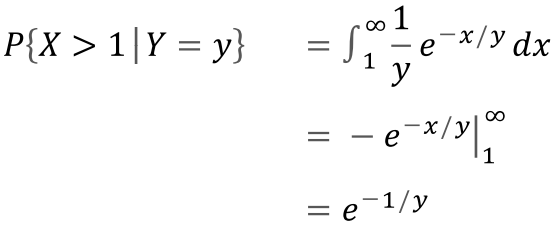 P{X > 1 | Y = y} = ∫₁^∞ 1/y e^{−x/y} dx
= − e^{−x/y}|₁^∞
= e^{−1/y}